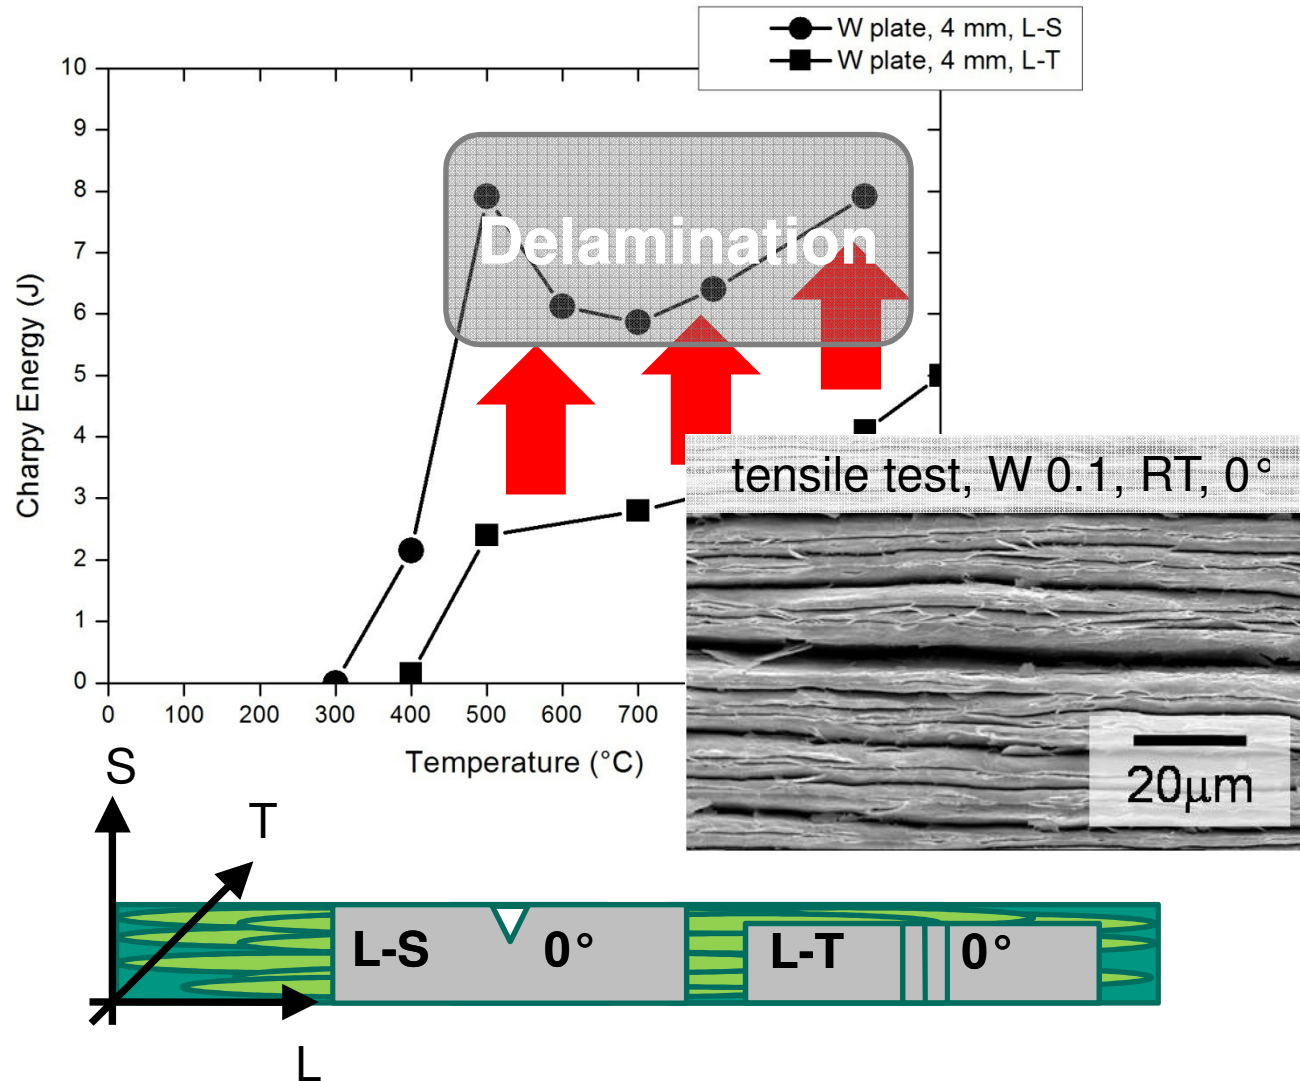 W plate, 4 mm, L-S
W plate, 4 mm, L-T
10
9
8
7
6
5
4
3
2
1
0
Charpy Energy (J)
Delamination
tensile test, W 0.1, RT, 0°
20µm
0 100 200 300 400 500 600 700
Temperature (°C)
S
T
L
L-S 0°
L-T 0°